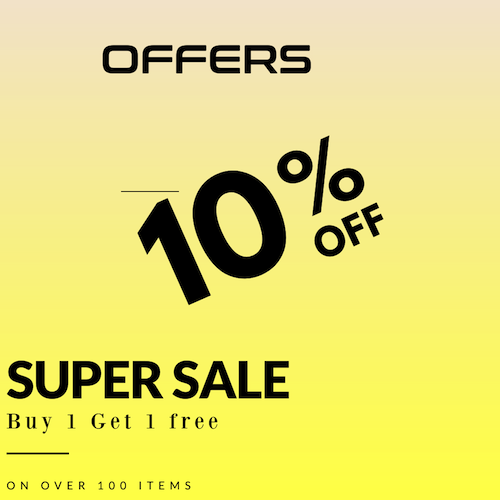 OFFERS
10% OFF
SUPER SALE
Buy 1 Get 1 free
ON OVER 100 ITEMS